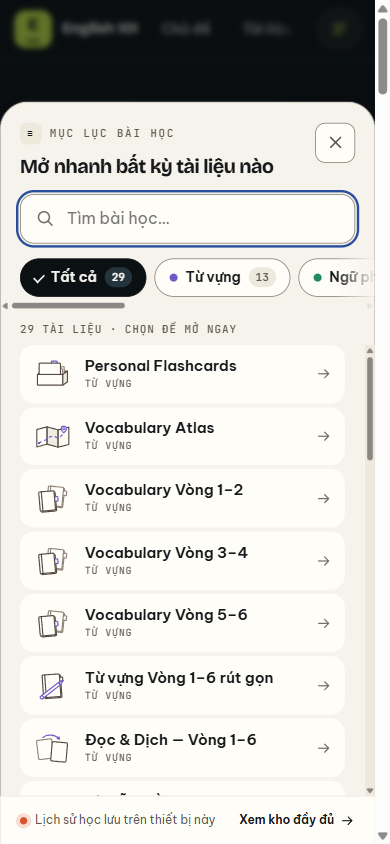 English Kit
Chủ đề
MỤC LỤC BÀI HỌC
Mở nhanh bất kỳ tài liệu nào
Tìm bài học...
Tất cả 29
Từ vựng 13
29 TÀI LIỆU · CHỌN ĐỂ MỞ NGAY
Personal Flashcards
TỪ VỰNG
Vocabulary Atlas
TỪ VỰNG
Vocabulary Vòng 1–2
TỪ VỰNG
Vocabulary Vòng 3–4
TỪ VỰNG
Vocabulary Vòng 5–6
TỪ VỰNG
Từ vựng Vòng 1–6 rút gọn
TỪ VỰNG
Đọc & Dịch — Vòng 1–6
TỪ VỰNG
Lịch sử học lưu trên thiết bị này
Xem kho đầy đủ